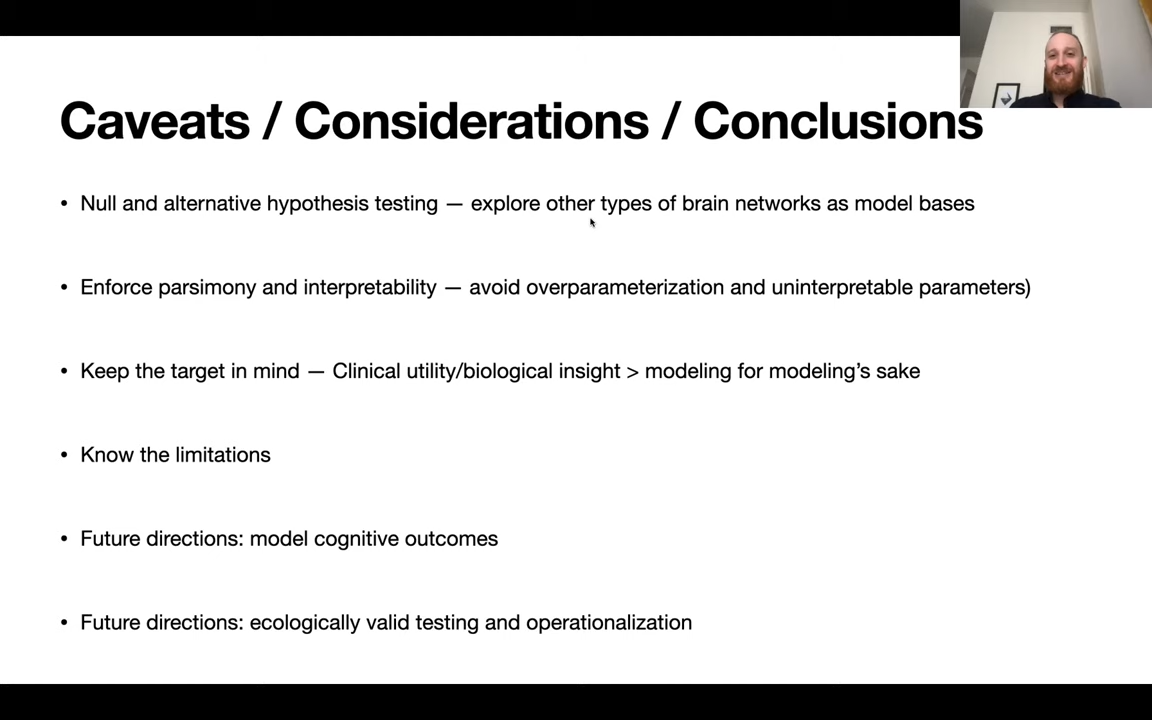 Caveats / Considerations / Conclusions
• Null and alternative hypothesis testing — explore other types of brain networks as model bases
• Enforce parsimony and interpretability — avoid overparameterization and uninterpretable parameters)
• Keep the target in mind — Clinical utility/biological insight > modeling for modeling’s sake
• Know the limitations
• Future directions: model cognitive outcomes
• Future directions: ecologically valid testing and operationalization